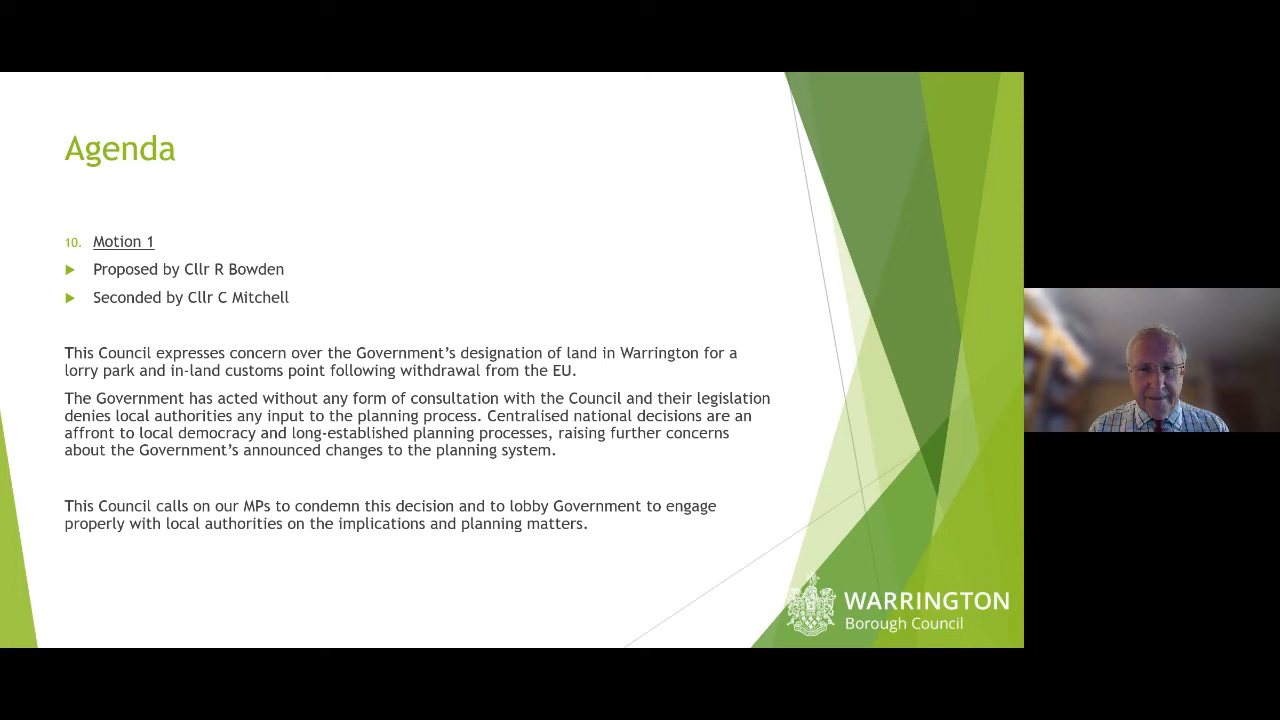 Agenda
10. Motion 1
Proposed by Cllr R Bowden
Seconded by Cllr C Mitchell
This Council expresses concern over the Government's designation of land in Warrington for a
lorry park and in-land customs point following withdrawal from the EU.
The Government has acted without any form of consultation with the Council and their legislation
denies local authorities any input to the planning process. Centralised national decisions are an
affront to local democracy and long-established planning processes, raising further concerns
about the Government's announced changes to the planning system.
This Council calls on our MPs to condemn this decision and to lobby Government to engage
properly with local authorities on the implications and planning matters.
WARRINGTON
Borough Council